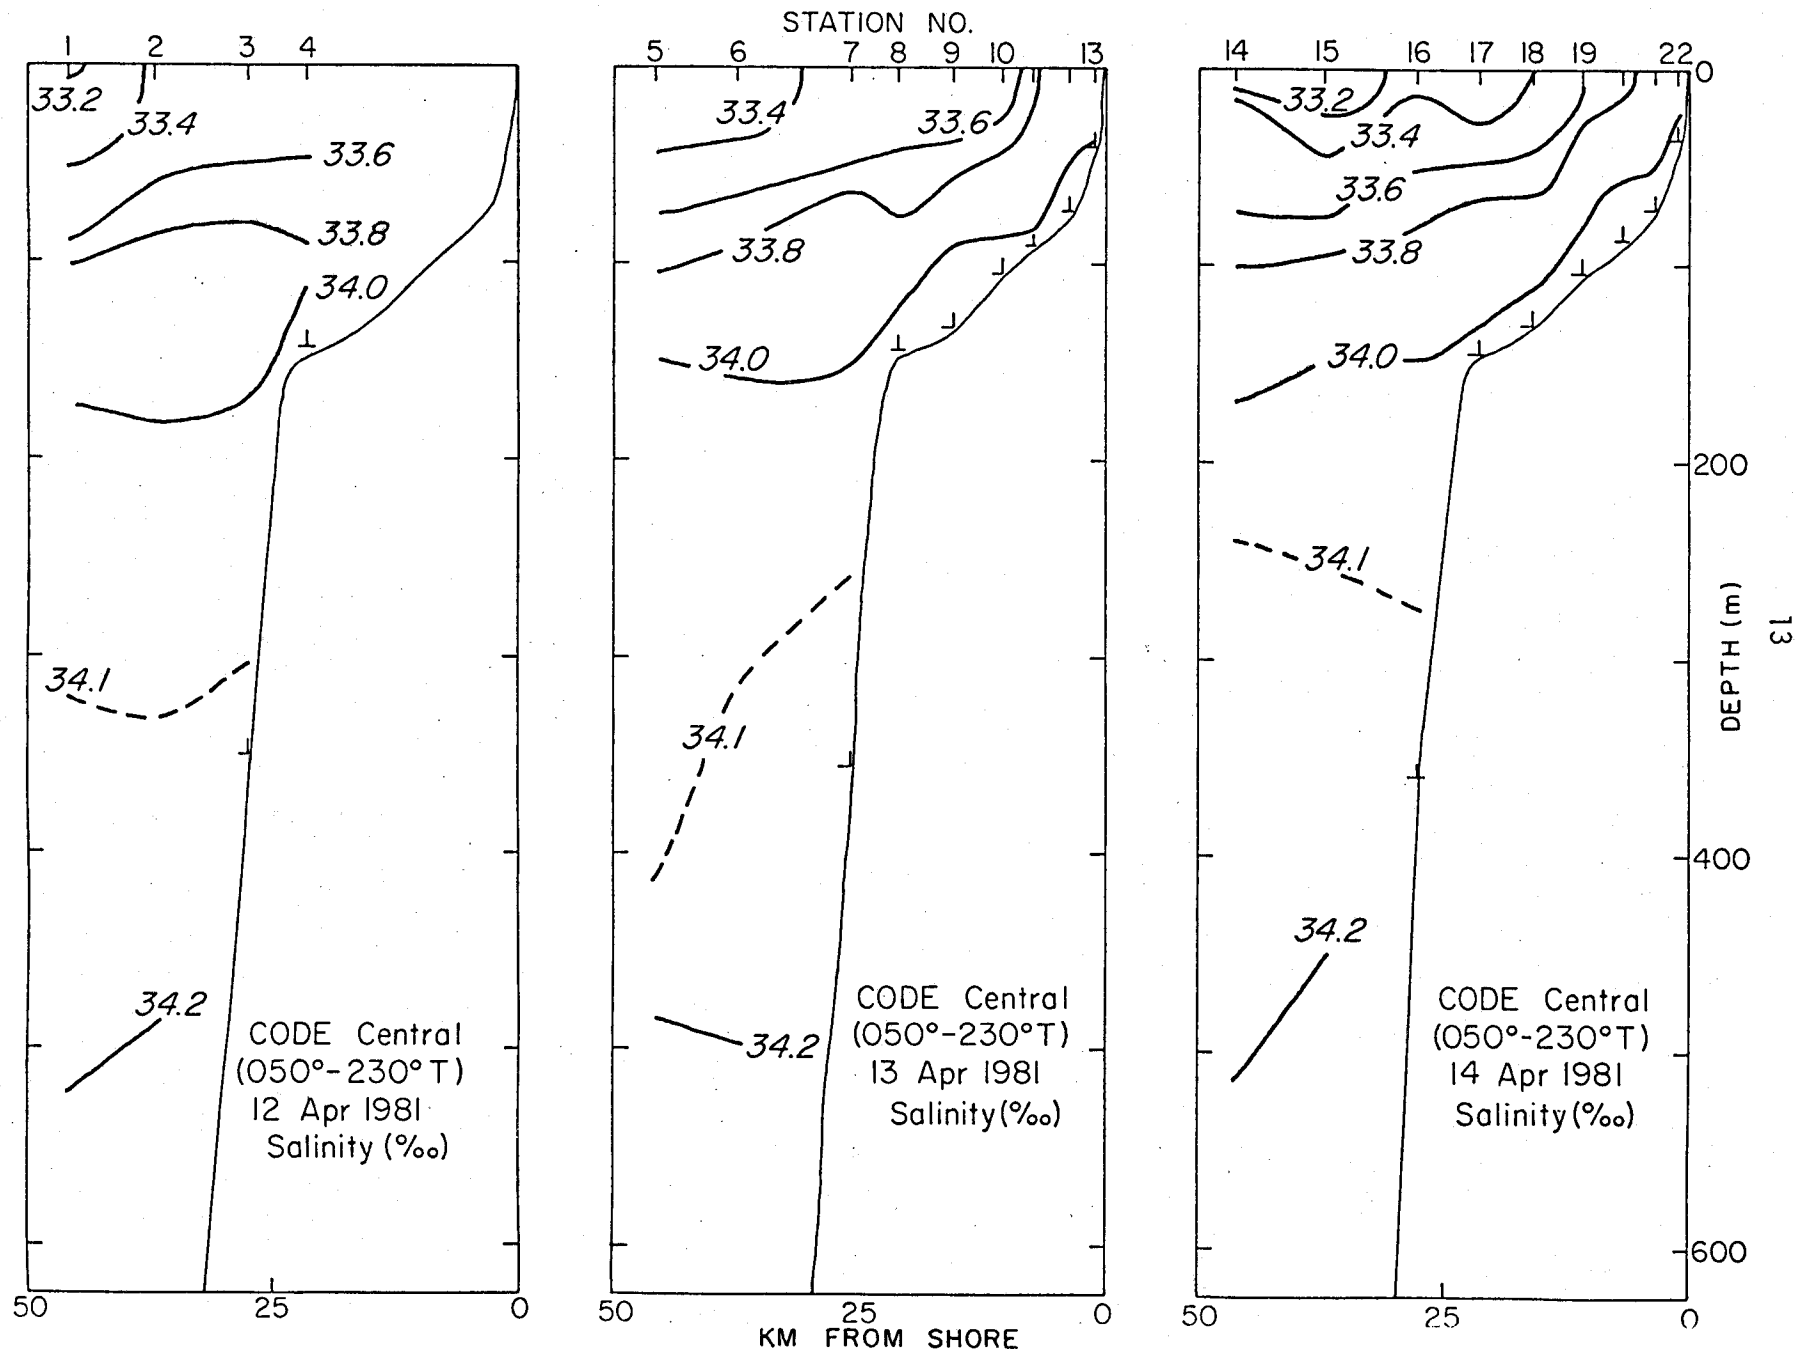 STATION NO.
1 2 3 4
33.2
33.4
33.6
33.8
34.0
34.1
34.2
CODE Central
(050°-230°T)
12 Apr 1981
Salinity (‰)
50 25 0
5 6 7 8 9 10 13
33.4
33.6
33.8
34.0
34.1
34.2
CODE Central
(050°-230°T)
13 Apr 1981
Salinity (‰)
50 25 0
KM FROM SHORE
14 15 16 17 18 19 22
33.2
33.4
33.6
33.8
34.0
34.1
34.2
CODE Central
(050°-230°T)
14 Apr 1981
Salinity (‰)
50 25 0
0
200
400
600
DEPTH (m)
13